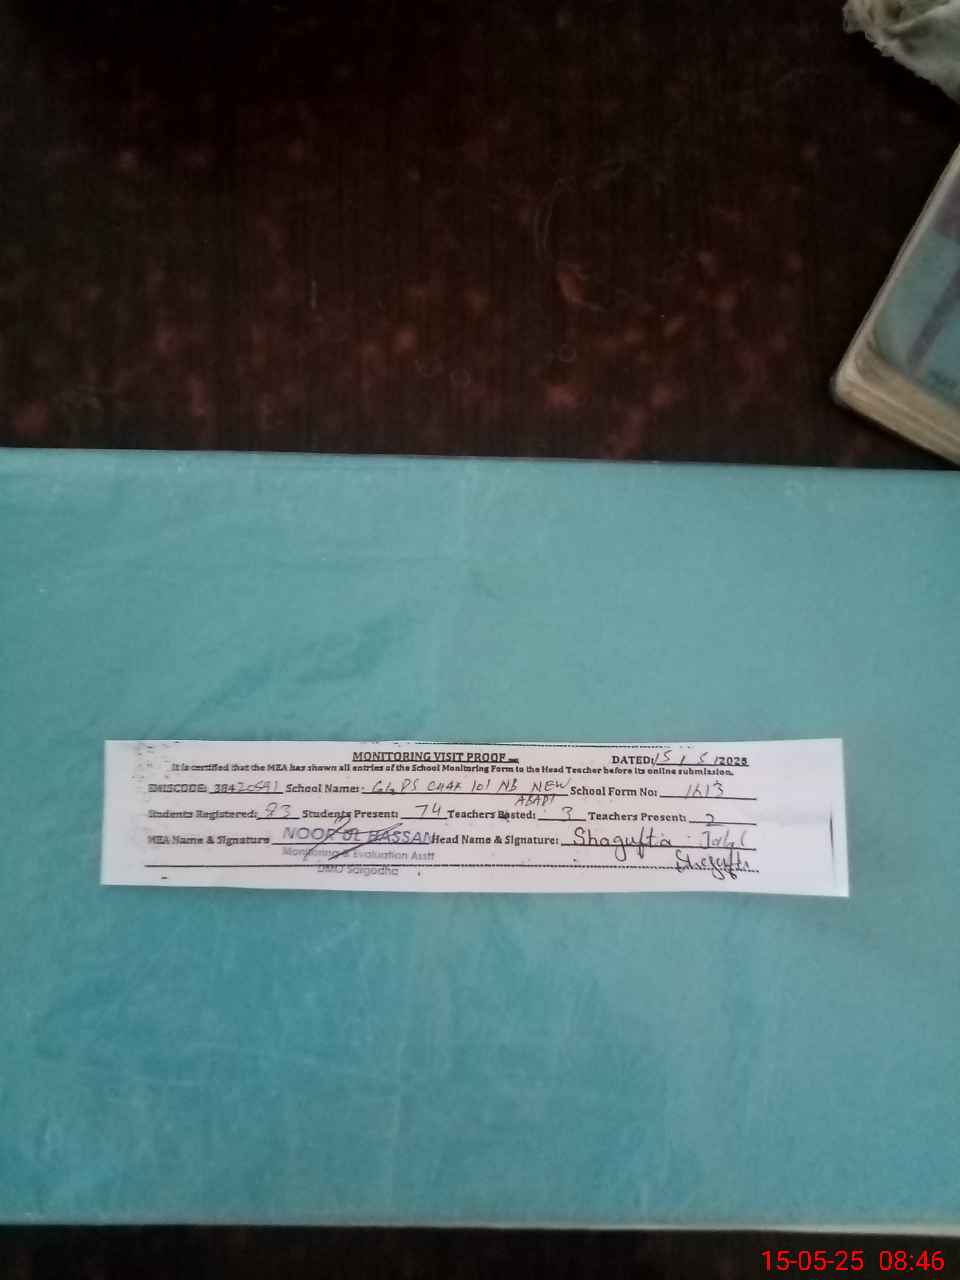 MONITORING VISIT PROOF DATED: 15 / 5 /2025
It is certified that the MEA has shown all entries of the School Monitoring Form to the Head Teacher before its online submission.
EMISCODE: School Name: GG PS CHAK 101 NB NEW ABADI School Form No: 1613
Students Registered: 83 Students Present: 74 Teachers Posted: 3 Teachers Present: 2
MEA Name & Signature NOOR UL HASSAN Head Name & Signature: Shagufta
Monitoring & Evaluation Asstt Shagufta
DMO Sargodha
15-05-25 08:46